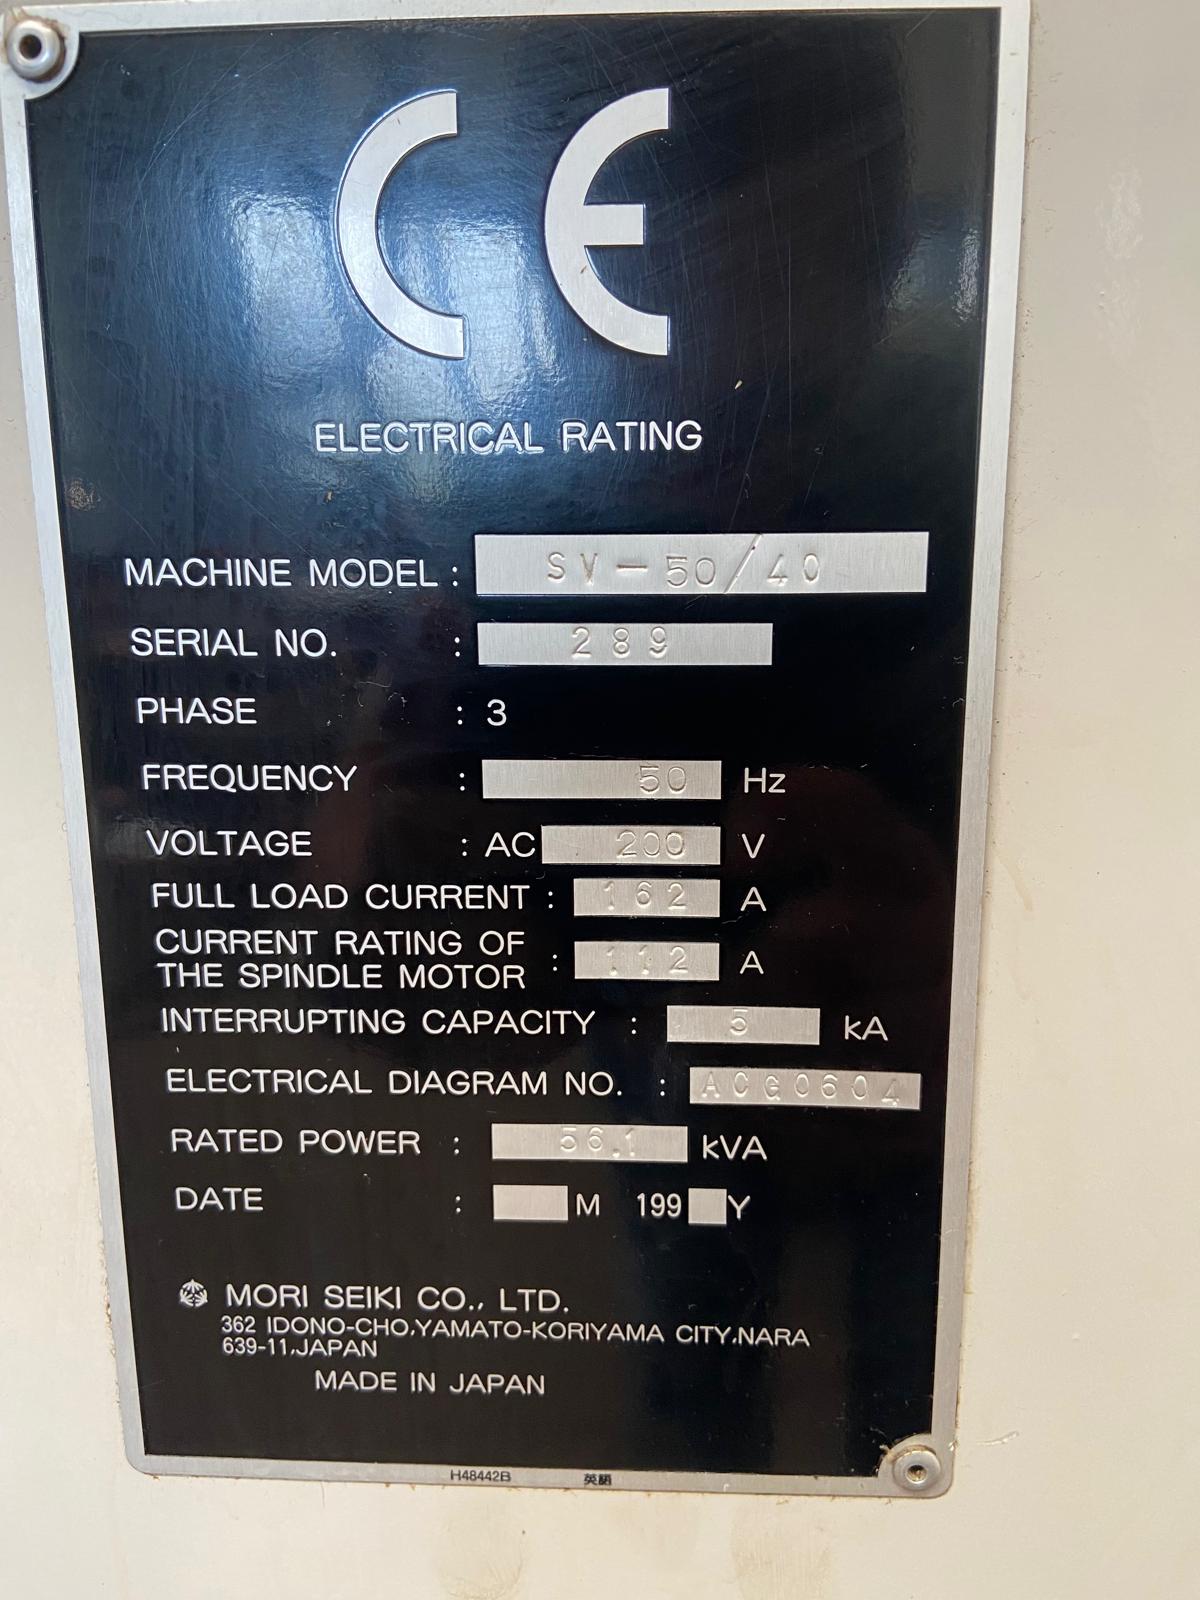 CE
ELECTRICAL RATING
MACHINE MODEL : SV-50/40
SERIAL NO. : 289
PHASE : 3
FREQUENCY : 50 Hz
VOLTAGE : AC 200 V
FULL LOAD CURRENT : 162 A
CURRENT RATING OF
THE SPINDLE MOTOR : 112 A
INTERRUPTING CAPACITY : 5 kA
ELECTRICAL DIAGRAM NO. : ACG0604
RATED POWER : 56.1 kVA
DATE : M 199 Y
MORI SEIKI CO., LTD.
362 IDONO-CHO,YAMATO-KORIYAMA CITY,NARA
639-11,JAPAN
MADE IN JAPAN
H48442B 英語